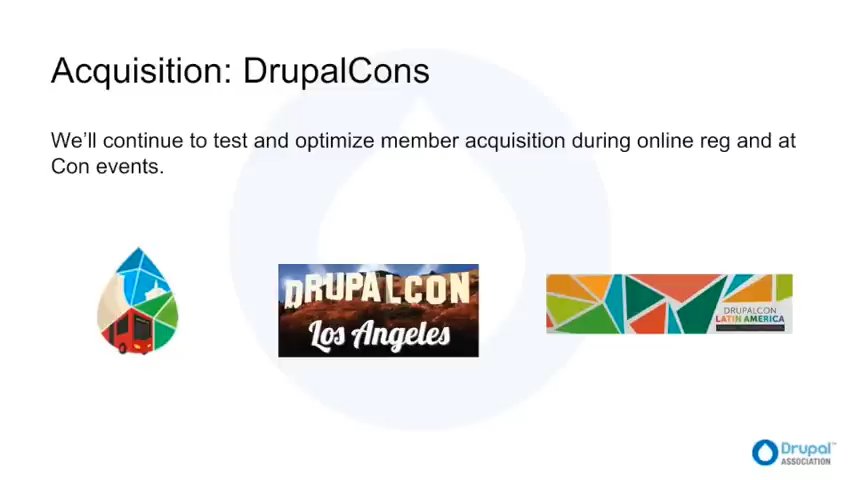 Acquisition: DrupalCons
We'll continue to test and optimize member acquisition during online reg and at
Con events.
DRUPALCON
Los Angeles
DRUPALCON
LATIN AMERICA
Drupal™
ASSOCIATION